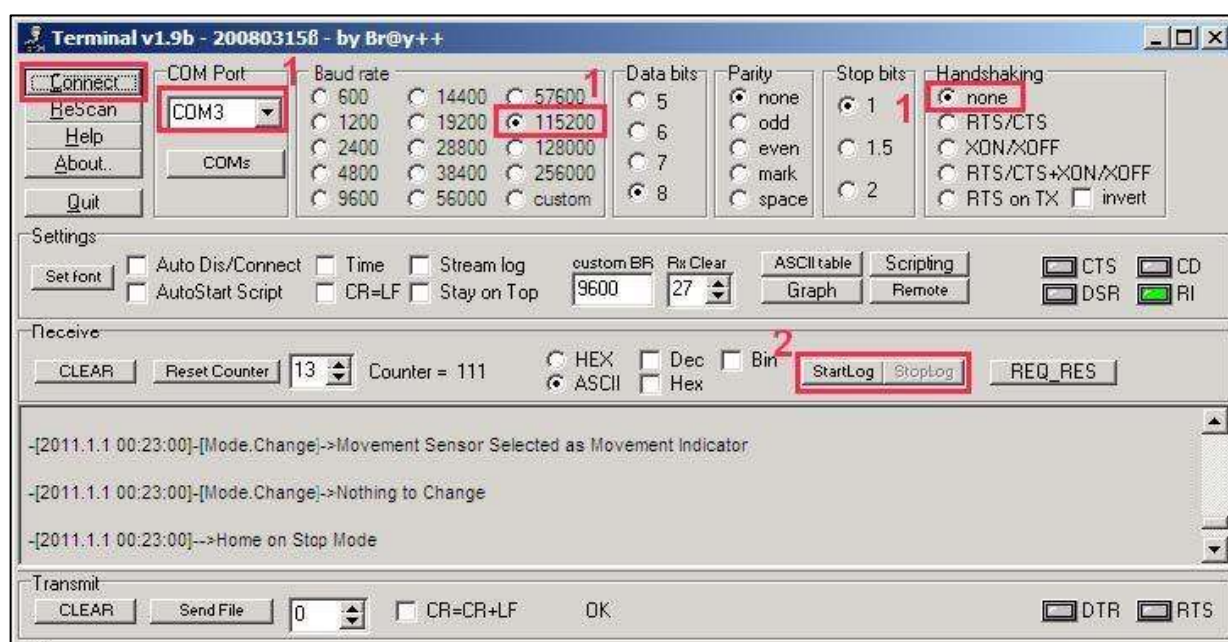 Terminal v1.9b - 20080315ß - by Br@y++
Connect
ReScan
Help
About..
Quit
COM Port
1
COM3
COMs
Baud rate
1
600 14400 57600
1200 19200 115200
2400 28800 128000
4800 38400 256000
9600 56000 custom
Data bits
5
6
7
8
Parity
none
odd
even
mark
space
Stop bits
1
1
1.5
2
Handshaking
none
RTS/CTS
XON/XOFF
RTS/CTS+XON/XOFF
RTS on TX invert
Settings
Set font
Auto Dis/Connect Time Stream log
AutoStart Script CR=LF Stay on Top
custom BR Rx Clear
9600 27
ASCII table Scripling
Graph Remote
CTS CD
DSR RI
Receive
CLEAR Reset Counter 13 Counter = 111
HEX Dec Bin
ASCII Hex
2
StartLog StopLog
REQ_RES
-[2011.1.1 00:23:00]-[Mode.Change]->Movement Sensor Selected as Movement Indicator
-[2011.1.1 00:23:00]-[Mode.Change]->Nothing to Change
-[2011.1.1 00:23:00]-->Home on Stop Mode
Transmit
CLEAR Send File 0 CR=CR+LF OK
DTR RTS